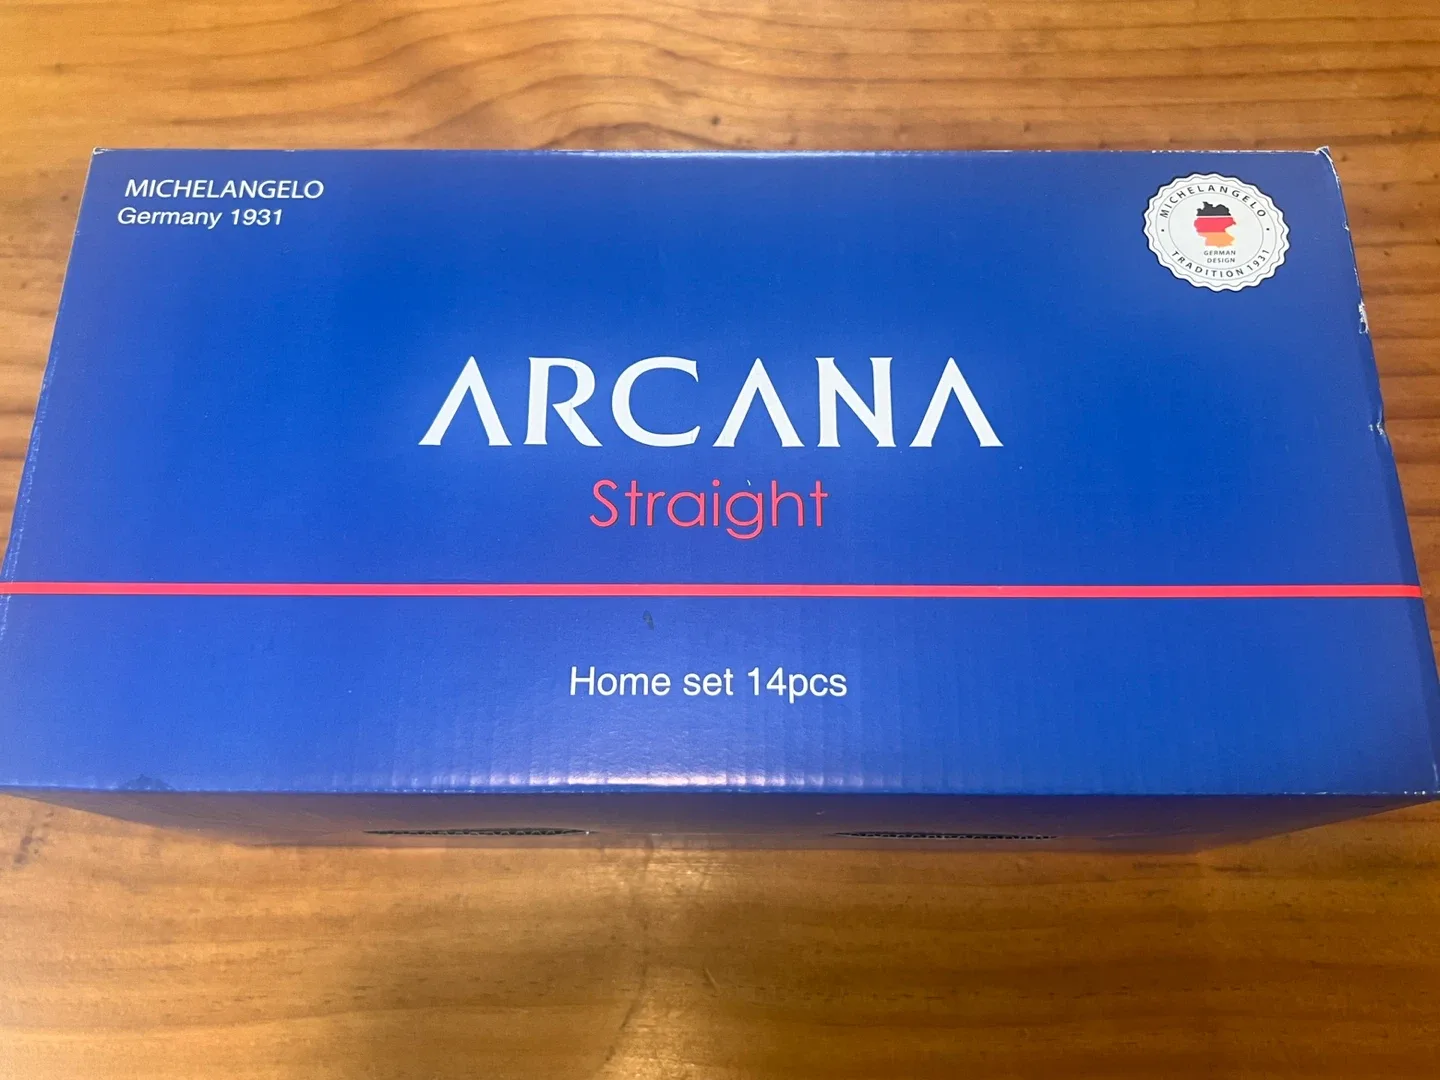 MICHELANGELO
Germany 1931
MICHELANGELO
GERMAN
DESIGN
TRADITION 1931
ARCANA
Straight
Home set 14pcs